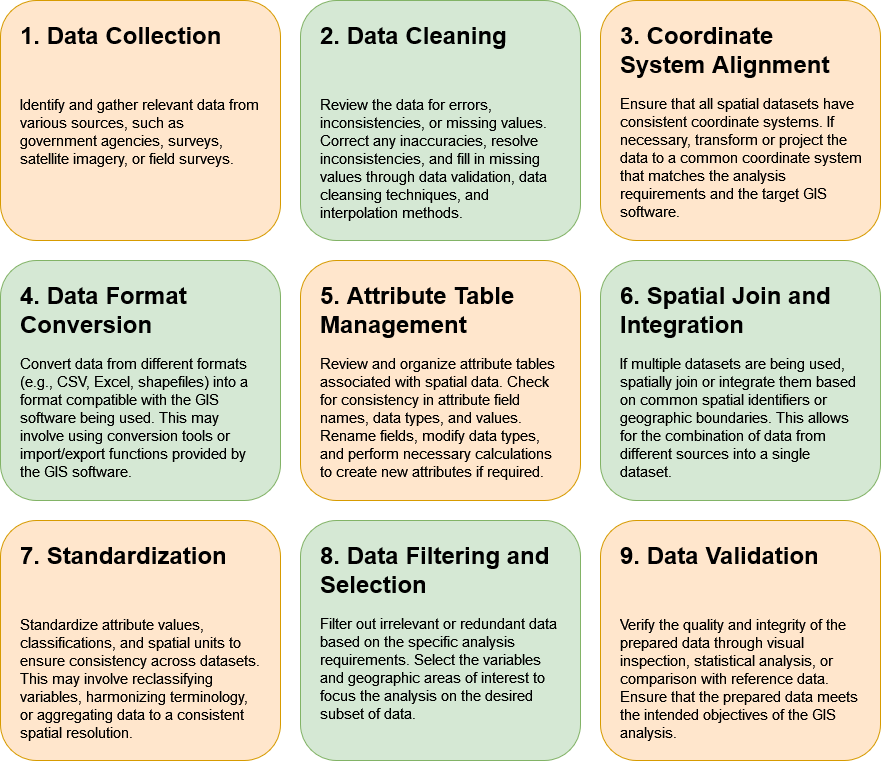 1. Data Collection
Identify and gather relevant data from
various sources, such as
government agencies, surveys,
satellite imagery, or field surveys.
2. Data Cleaning
Review the data for errors,
inconsistencies, or missing values.
Correct any inaccuracies, resolve
inconsistencies, and fill in missing
values through data validation, data
cleansing techniques, and
interpolation methods.
3. Coordinate
System Alignment
Ensure that all spatial datasets have
consistent coordinate systems. If
necessary, transform or project the
data to a common coordinate system
that matches the analysis
requirements and the target GIS
software.
4. Data Format
Conversion
Convert data from different formats
(e.g., CSV, Excel, shapefiles) into a
format compatible with the GIS
software being used. This may
involve using conversion tools or
import/export functions provided by
the GIS software.
5. Attribute Table
Management
Review and organize attribute tables
associated with spatial data. Check
for consistency in attribute field
names, data types, and values.
Rename fields, modify data types,
and perform necessary calculations
to create new attributes if required.
6. Spatial Join and
Integration
If multiple datasets are being used,
spatially join or integrate them based
on common spatial identifiers or
geographic boundaries. This allows
for the combination of data from
different sources into a single
dataset.
7. Standardization
Standardize attribute values,
classifications, and spatial units to
ensure consistency across datasets.
This may involve reclassifying
variables, harmonizing terminology,
or aggregating data to a consistent
spatial resolution.
8. Data Filtering and
Selection
Filter out irrelevant or redundant data
based on the specific analysis
requirements. Select the variables
and geographic areas of interest to
focus the analysis on the desired
subset of data.
9. Data Validation
Verify the quality and integrity of the
prepared data through visual
inspection, statistical analysis, or
comparison with reference data.
Ensure that the prepared data meets
the intended objectives of the GIS
analysis.